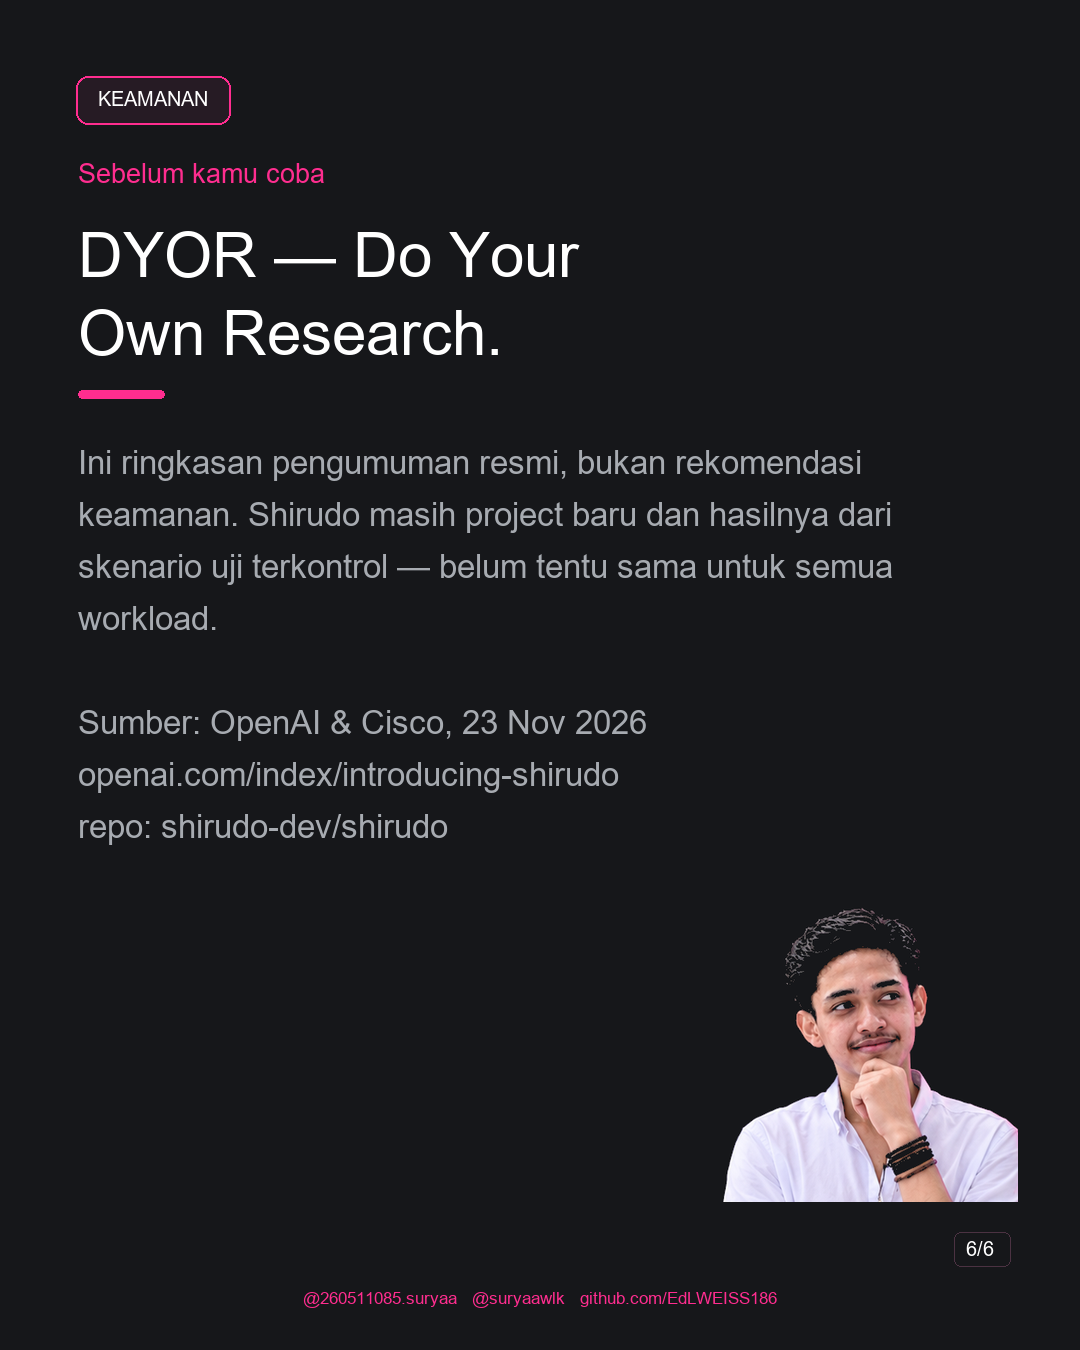 KEAMANAN
Sebelum kamu coba
DYOR — Do Your
Own Research.
Ini ringkasan pengumuman resmi, bukan rekomendasi
keamanan. Shirudo masih project baru dan hasilnya dari
skenario uji terkontrol — belum tentu sama untuk semua
workload.
Sumber: OpenAI & Cisco, 23 Nov 2026
openai.com/index/introducing-shirudo
repo: shirudo-dev/shirudo
6/6
@260511085.suryaa @suryaawlk github.com/EdLWEISS186